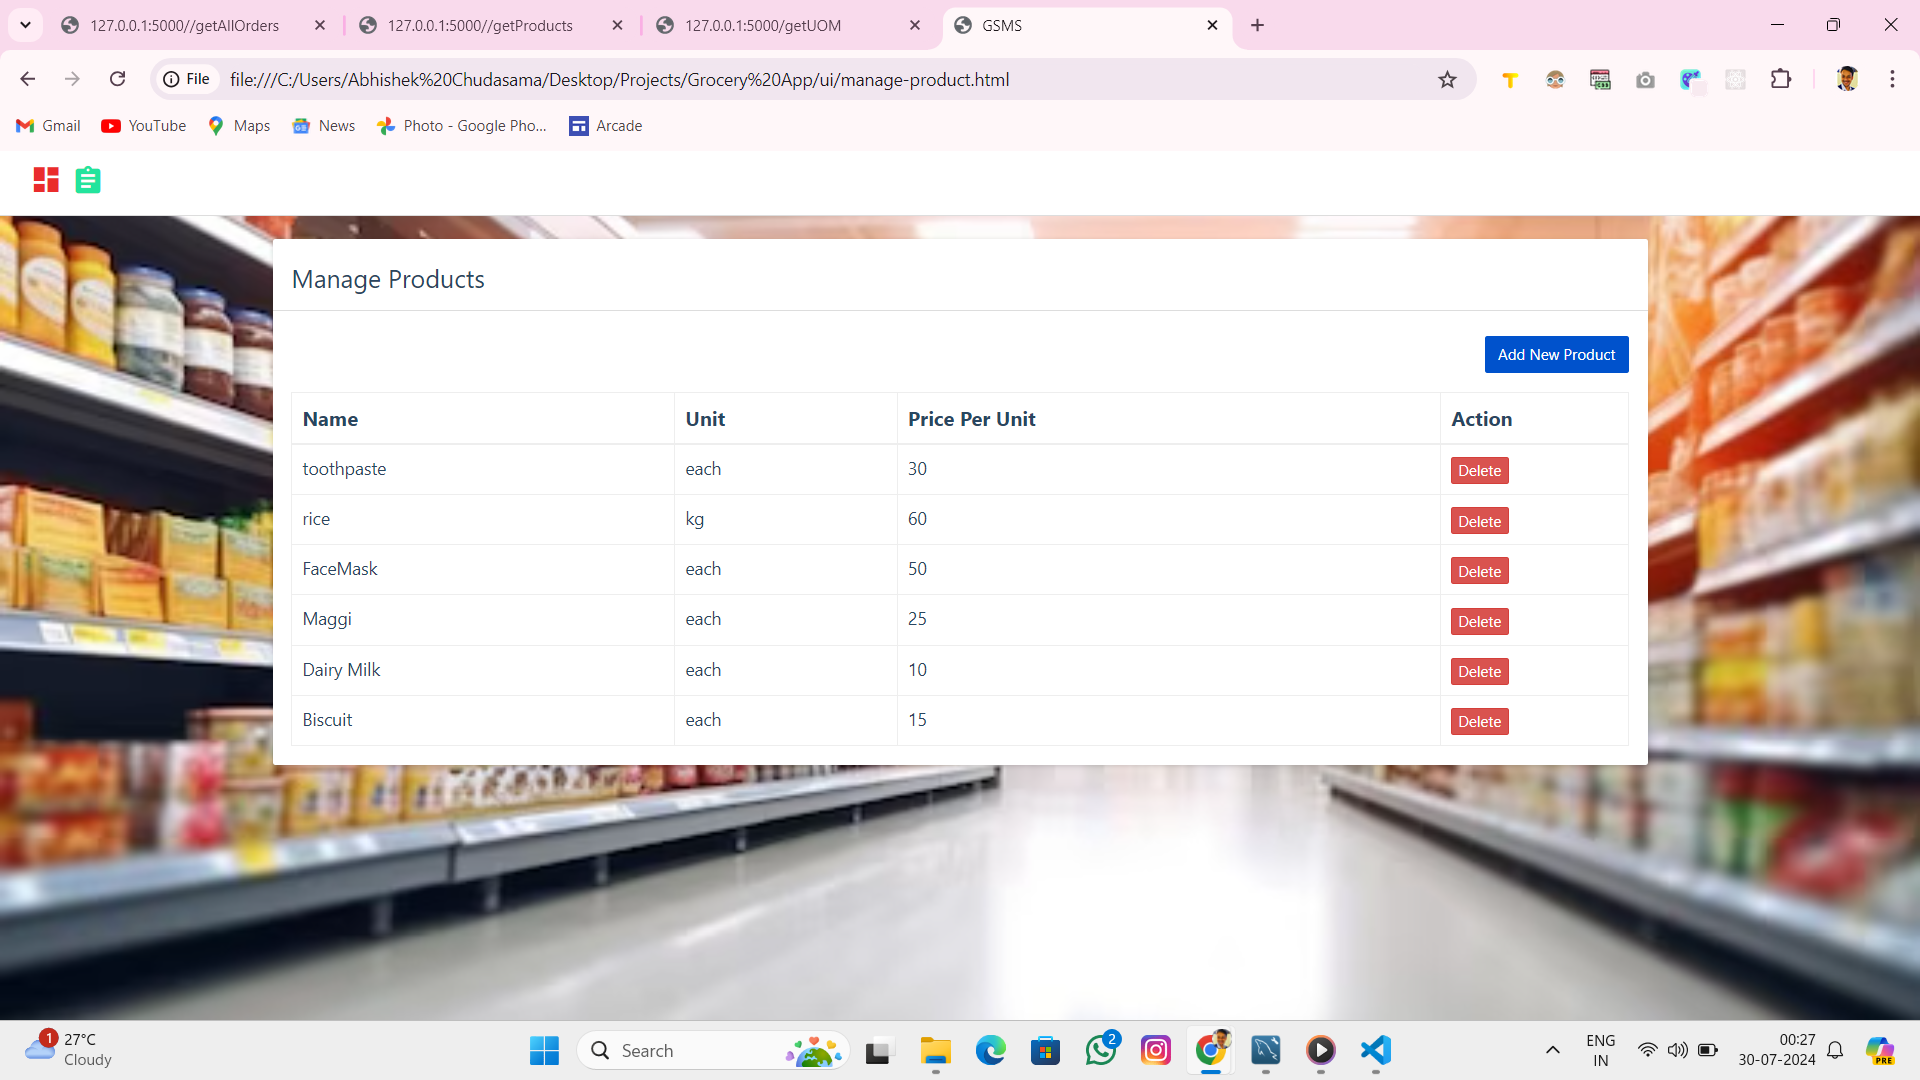 127.0.0.1:5000//getAllOrders
127.0.0.1:5000//getProducts
127.0.0.1:5000/getUOM
GSMS
File
file:///C:/Users/Abhishek%20Chudasama/Desktop/Projects/Grocery%20App/ui/manage-product.html
Gmail
YouTube
Maps
News
Photo - Google Pho...
Arcade
Manage Products
Add New Product
Name Unit Price Per Unit Action
toothpaste each 30 Delete
rice kg 60 Delete
FaceMask each 50 Delete
Maggi each 25 Delete
Dairy Milk each 10 Delete
Biscuit each 15 Delete
1
27°C
Cloudy
Search
2
ENG
IN
00:27
30-07-2024
PRE